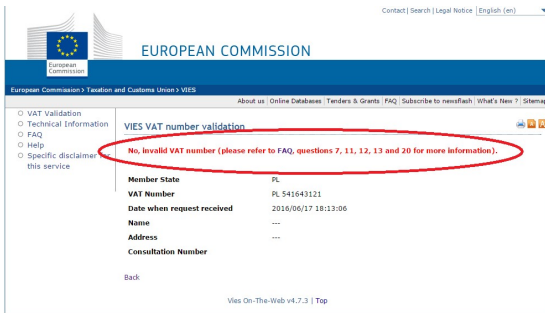 Contact | Search | Legal Notice English (en)
EUROPEAN COMMISSION
European
Commission
European Commission > Taxation and Customs Union > VIES
About us | Online Databases | Tenders & Grants | FAQ | Subscribe to newsflash | What's New ? | Sitemap
VAT Validation
Technical Information
FAQ
Help
Specific disclaimer for
this service
VIES VAT number validation
No, invalid VAT number (please refer to FAQ, questions 7, 11, 12, 13 and 20 for more information).
Member State PL
VAT Number PL 541643121
Date when request received 2016/06/17 18:13:06
Name ---
Address ---
Consultation Number
Back
Vies On-The-Web v4.7.3 | Top